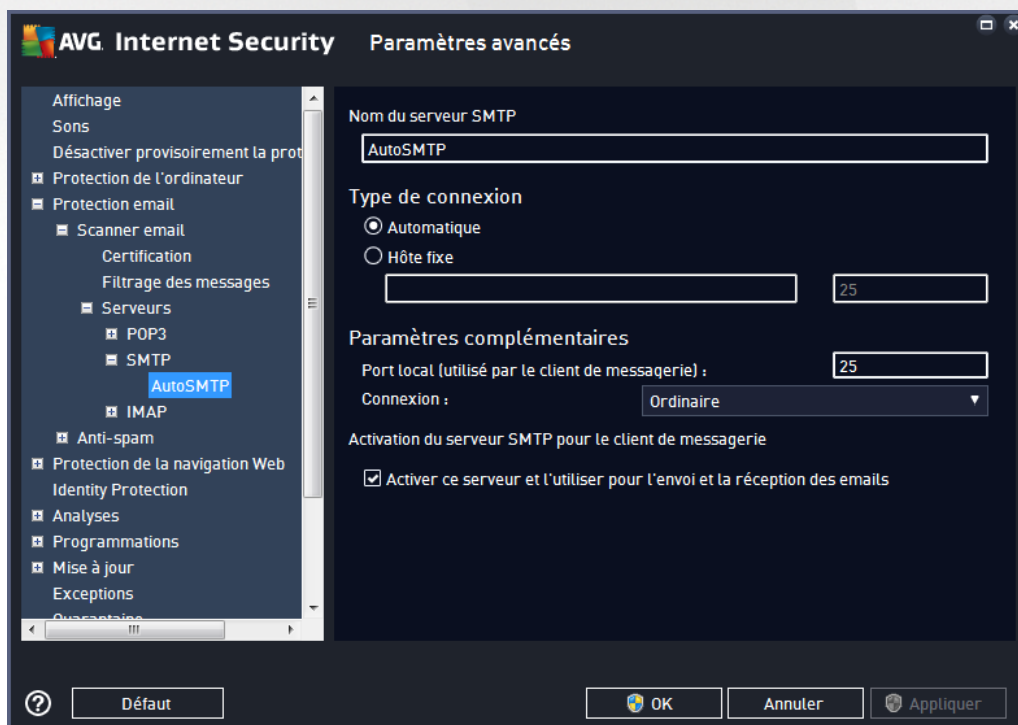 AVG. Internet Security Paramètres avancés
Affichage
Sons
Désactiver provisoirement la prot
Protection de l'ordinateur
Protection email
Scanner email
Certification
Filtrage des messages
Serveurs
POP3
SMTP
AutoSMTP
IMAP
Anti-spam
Protection de la navigation Web
Identity Protection
Analyses
Programmations
Mise à jour
Exceptions
Quarantaine
Nom du serveur SMTP
AutoSMTP
Type de connexion
Automatique
Hôte fixe
25
Paramètres complémentaires
Port local (utilisé par le client de messagerie) : 25
Connexion : Ordinaire
Activation du serveur SMTP pour le client de messagerie
Activer ce serveur et l'utiliser pour l'envoi et la réception des emails
? Défaut OK Annuler Appliquer